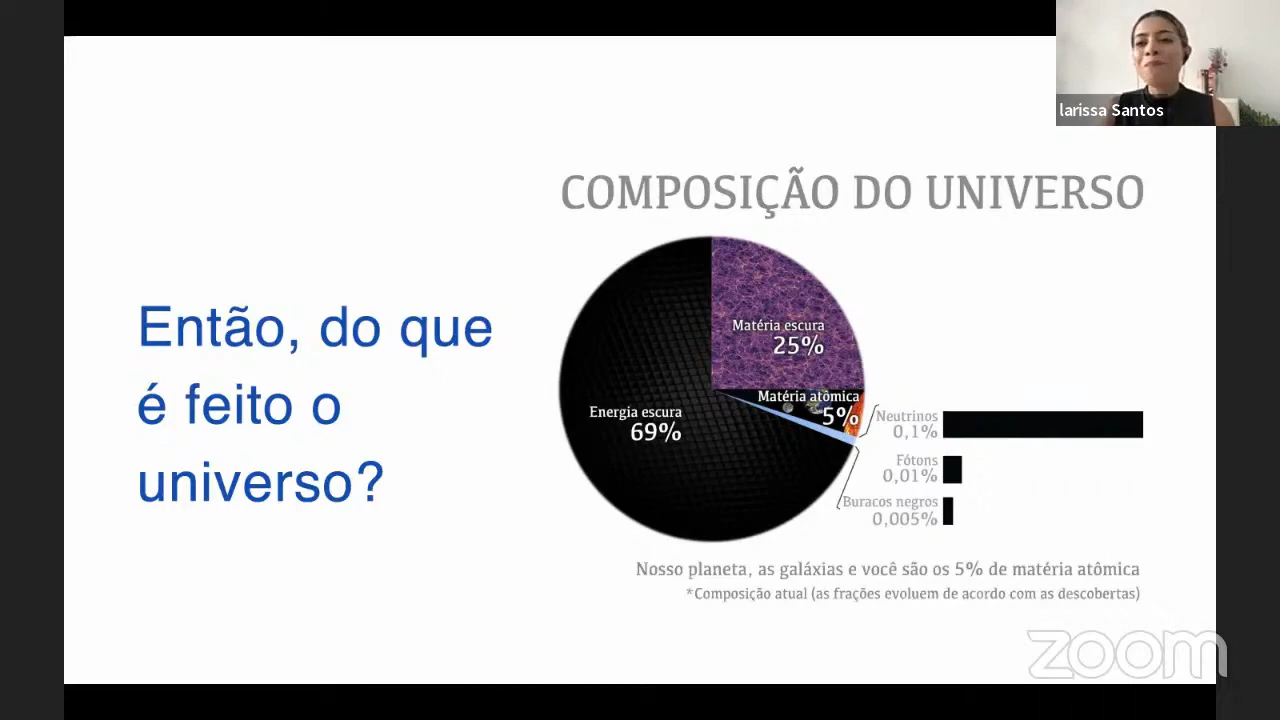 larissa Santos
COMPOSIÇÃO DO UNIVERSO
Então, do que
é feito o
universo?
Matéria escura
25%
Matéria atômica
5%
Energia escura
69%
Neutrinos
0,1%
Fótons
0,01%
Buracos negros
0,005%
Nosso planeta, as galáxias e você são os 5% de matéria atômica
*Composição atual (as frações evoluem de acordo com as descobertas)
zoom